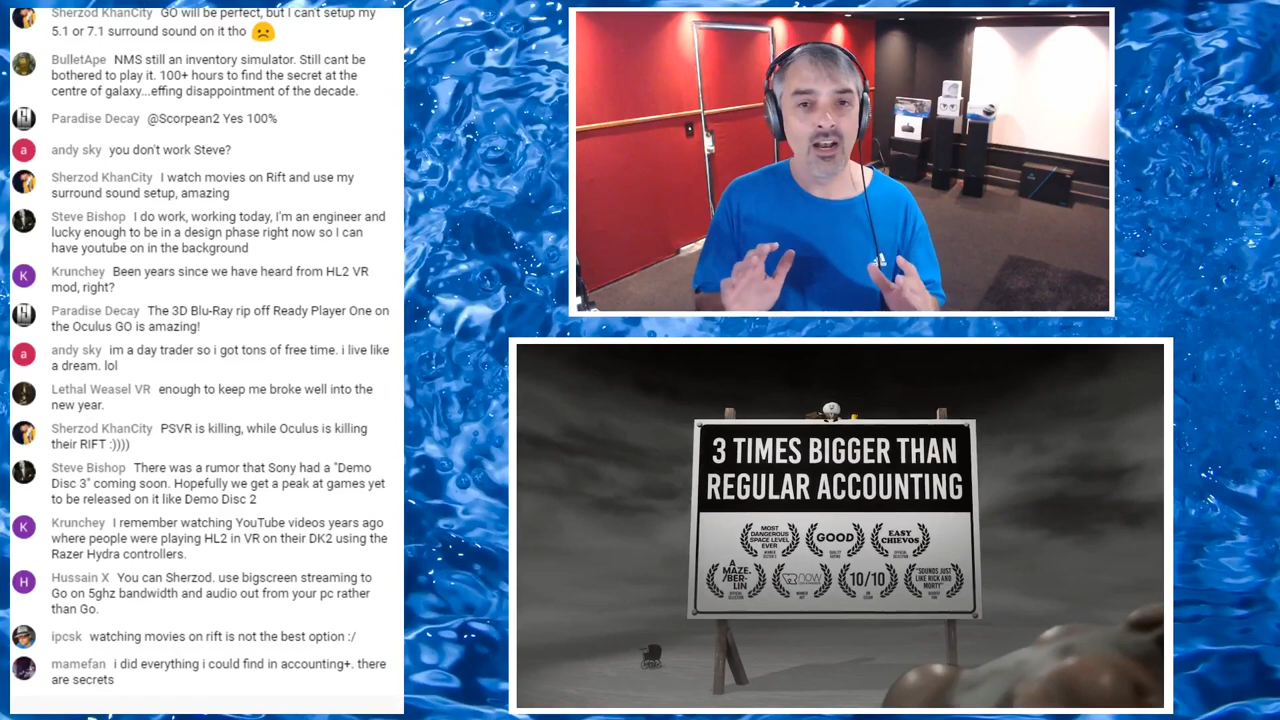 Sherzod KhanCity GO will be perfect, but I can't setup my
5.1 or 7.1 surround sound on it tho
BulletApe NMS still an inventory simulator. Still cant be
bothered to play it. 100+ hours to find the secret at the
centre of galaxy...effing disappointment of the decade.
Paradise Decay @Scorpean2 Yes 100%
a
andy sky you don't work Steve?
Sherzod KhanCity I watch movies on Rift and use my
surround sound setup, amazing
Steve Bishop I do work, working today, I'm an engineer and
lucky enough to be in a design phase right now so I can
have youtube on in the background
K
Krunchey Been years since we have heard from HL2 VR
mod, right?
Paradise Decay The 3D Blu-Ray rip off Ready Player One on
the Oculus GO is amazing!
a
andy sky im a day trader so i got tons of free time. i live like
a dream. lol
Lethal Weasel VR enough to keep me broke well into the
new year.
Sherzod KhanCity PSVR is killing, while Oculus is killing
their RIFT :))))
Steve Bishop There was a rumor that Sony had a "Demo
Disc 3" coming soon. Hopefully we get a peak at games yet
to be released on it like Demo Disc 2
K
Krunchey I remember watching YouTube videos years ago
where people were playing HL2 in VR on their DK2 using the
Razer Hydra controllers.
H
Hussain X You can Sherzod. use bigscreen streaming to
Go on 5ghz bandwidth and audio out from your pc rather
than Go.
ipcsk watching movies on rift is not the best option :/
mamefan i did everything i could find in accounting+. there
are secrets
3 TIMES BIGGER THAN
REGULAR ACCOUNTING
MOST
DANGEROUS
SPACE LEVEL
EVER
GOOD
EASY
CHIEVOS
A
MAZE.
/BER-
LIN
VRNOW
10/10
"SOUNDS JUST
LIKE RICK AND
MORTY"